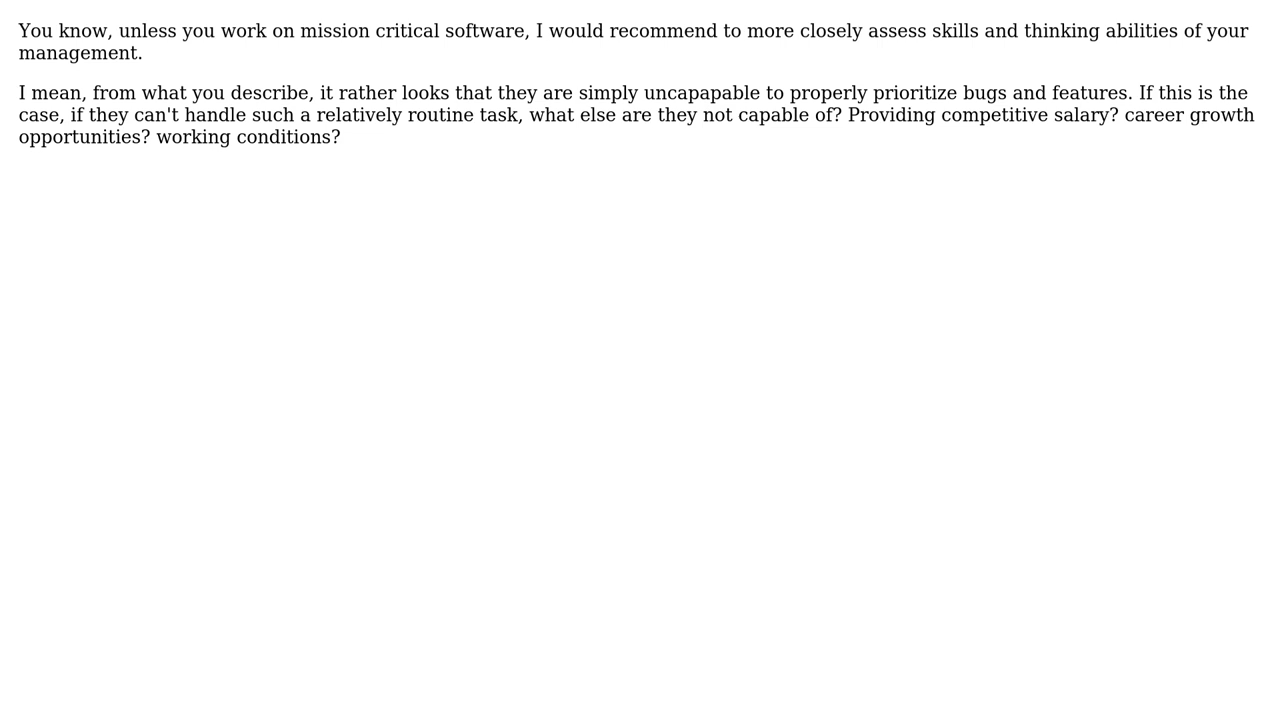 You know, unless you work on mission critical software, I would recommend to more closely assess skills and thinking abilities of your
management.
I mean, from what you describe, it rather looks that they are simply uncapapable to properly prioritize bugs and features. If this is the
case, if they can't handle such a relatively routine task, what else are they not capable of? Providing competitive salary? career growth
opportunities? working conditions?